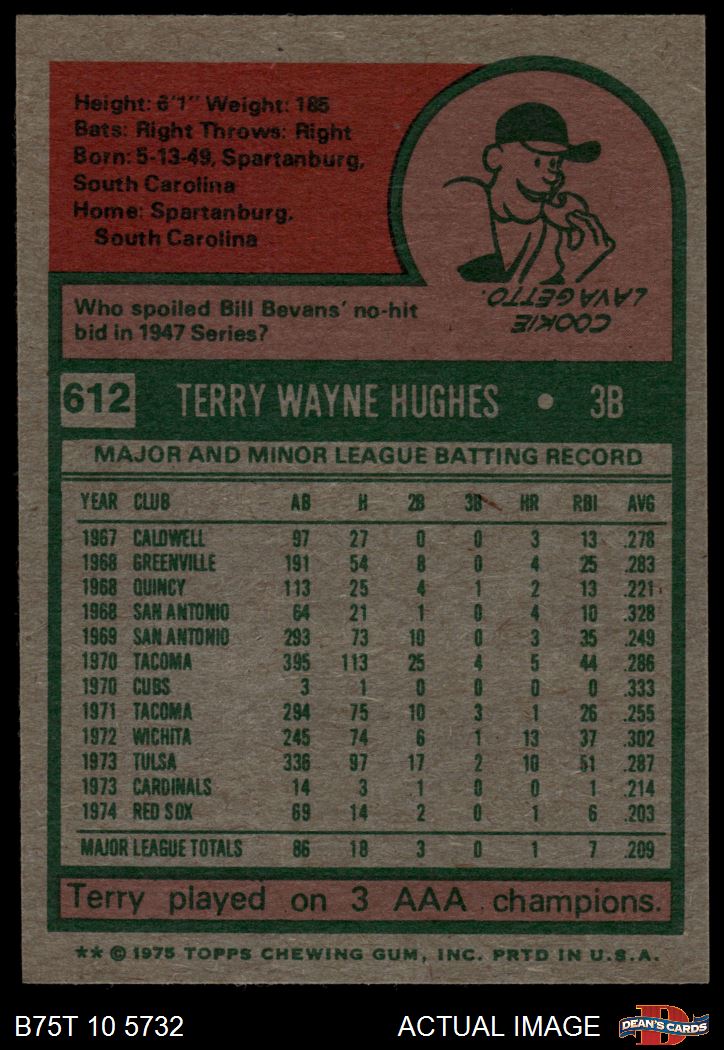 Height: 6'1" Weight: 185
Bats: Right Throws: Right
Born: 5-13-49, Spartanburg,
South Carolina
Home: Spartanburg,
South Carolina
COOKIE
LAVAGETTO.
Who spoiled Bill Bevans' no-hit
bid in 1947 Series?
612 TERRY WAYNE HUGHES • 3B
MAJOR AND MINOR LEAGUE BATTING RECORD
YEAR CLUB AB H 2B 3B HR RBI AVG
1967 CALDWELL 97 27 0 0 3 13 .278
1968 GREENVILLE 191 54 8 0 4 25 .283
1968 QUINCY 113 25 4 1 2 13 .221
1968 SAN ANTONIO 64 21 1 0 4 10 .328
1969 SAN ANTONIO 293 73 10 0 3 35 .249
1970 TACOMA 395 113 25 4 5 44 .286
1970 CUBS 3 1 0 0 0 0 .333
1971 TACOMA 294 75 10 3 1 26 .255
1972 WICHITA 245 74 6 1 13 37 .302
1973 TULSA 336 97 17 2 10 51 .287
1973 CARDINALS 14 3 1 0 0 1 .214
1974 RED SOX 69 14 2 0 1 6 .203
MAJOR LEAGUE TOTALS 86 18 3 0 1 7 .209
Terry played on 3 AAA champions.
** © 1975 TOPPS CHEWING GUM, INC. PRTD IN U.S.A.
B75T 10 5732 ACTUAL IMAGE D DEAN'S CARDS